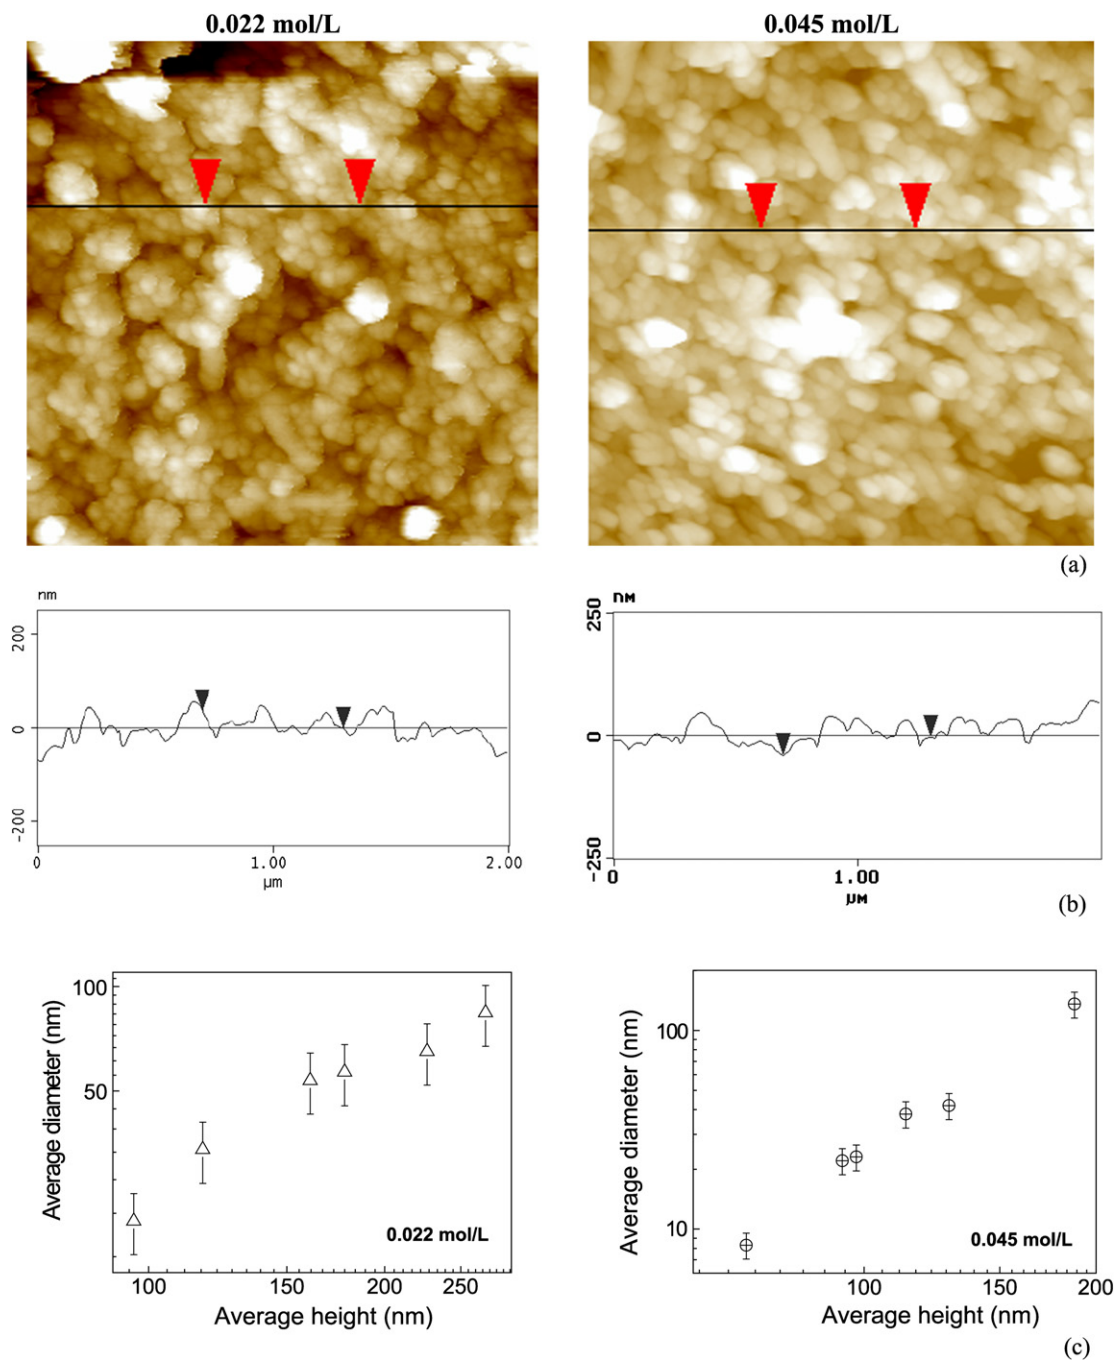 0.022 mol/L
0.045 mol/L
(a)
nm
200
0
-200
0
1.00
2.00
µm
nм
250
0
-250
0
1.00
µм
(b)
Average diameter (nm)
100
50
0.022 mol/L
100
150
200
250
Average height (nm)
Average diameter (nm)
100
10
0.045 mol/L
100
150
200
Average height (nm)
(c)